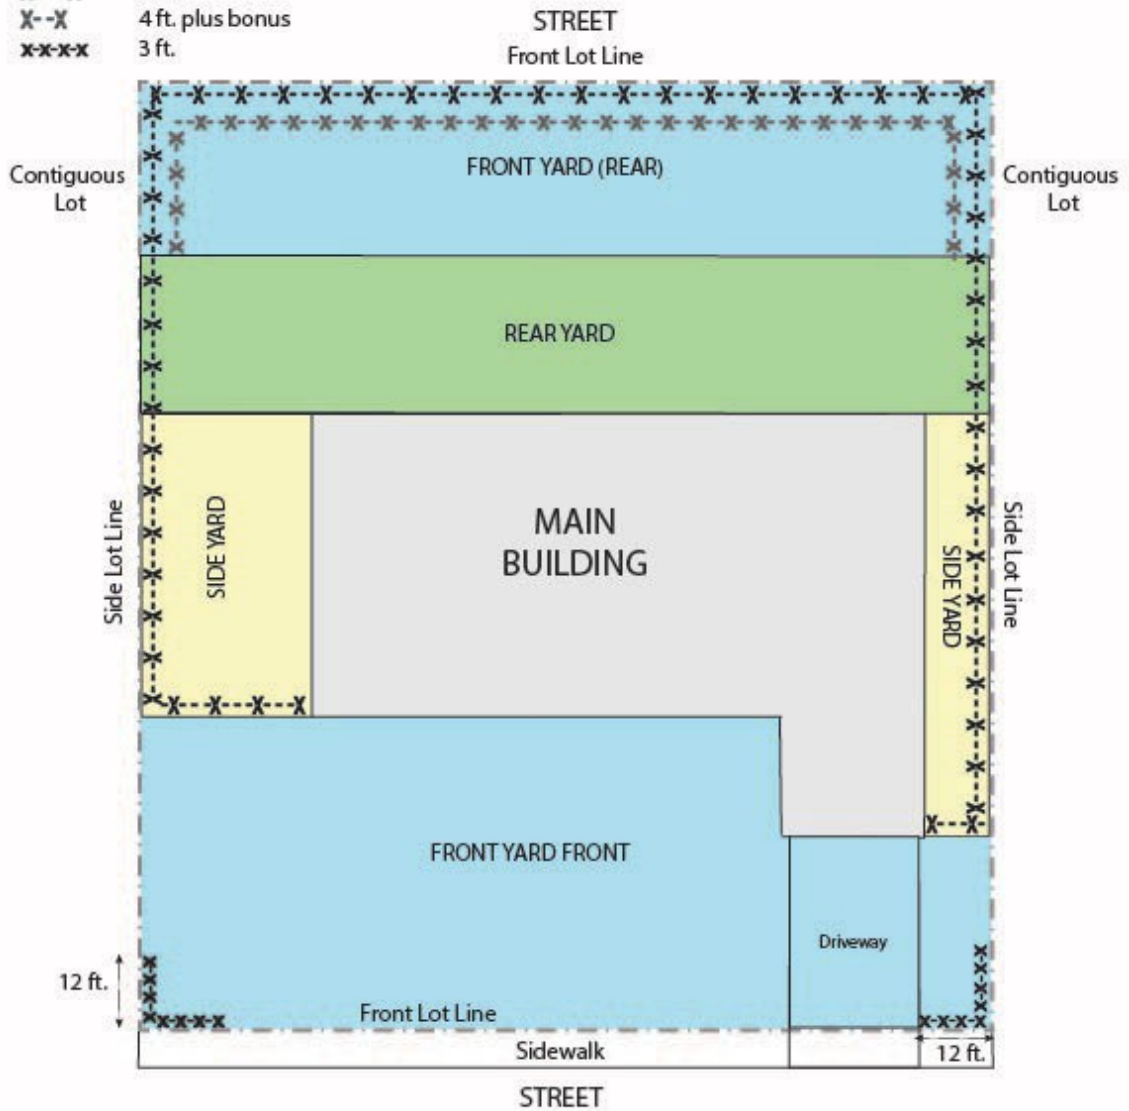 X--X 4 ft. plus bonus
x-x-x-x 3 ft.
STREET
Front Lot Line
Contiguous
Lot
FRONT YARD (REAR)
Contiguous
Lot
REAR YARD
Side Lot Line
SIDE YARD
MAIN
BUILDING
SIDE YARD
Side Lot Line
FRONT YARD FRONT
Driveway
12 ft.
Front Lot Line
Sidewalk
12 ft.
STREET